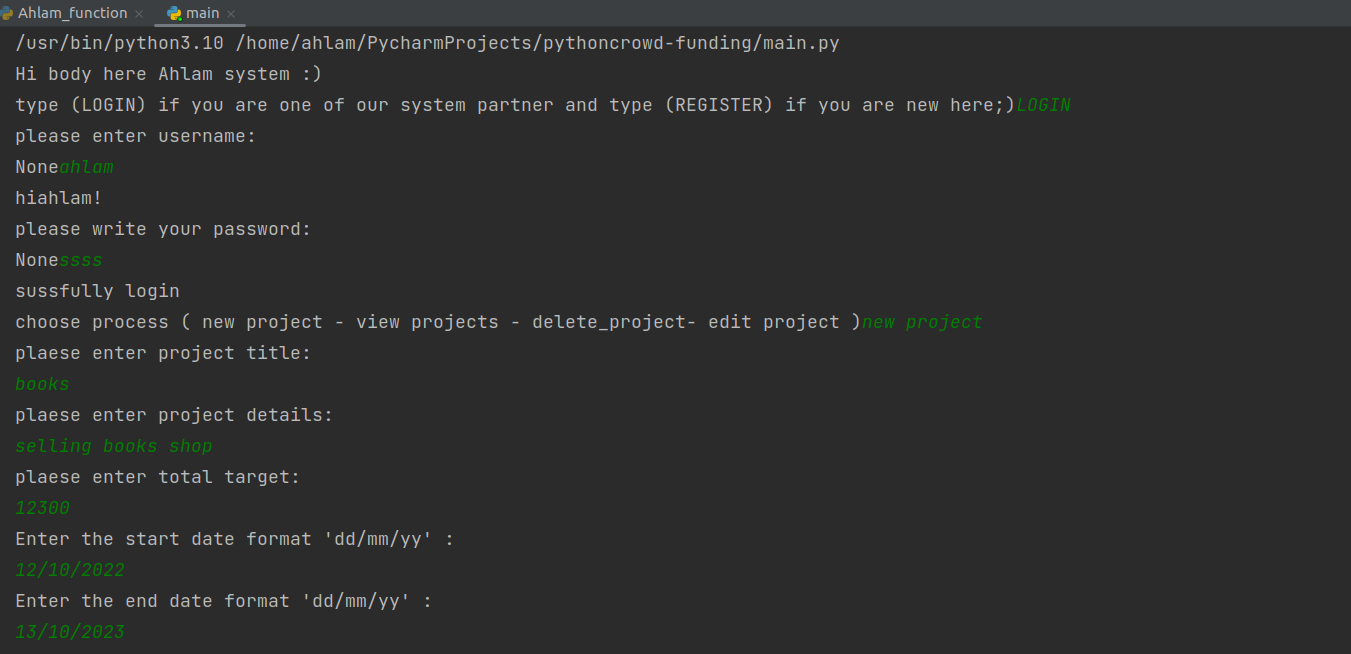 Ahlam_function × main ×
/usr/bin/python3.10 /home/ahlam/PycharmProjects/pythoncrowd-funding/main.py
Hi body here Ahlam system :)
type (LOGIN) if you are one of our system partner and type (REGISTER) if you are new here;)LOGIN
please enter username:
Noneahlam
hiahlam!
please write your password:
Nonessss
sussfully login
choose process ( new project - view projects - delete_project- edit project )new project
plaese enter project title:
books
plaese enter project details:
selling books shop
plaese enter total target:
12300
Enter the start date format 'dd/mm/yy' :
12/10/2022
Enter the end date format 'dd/mm/yy' :
13/10/2023